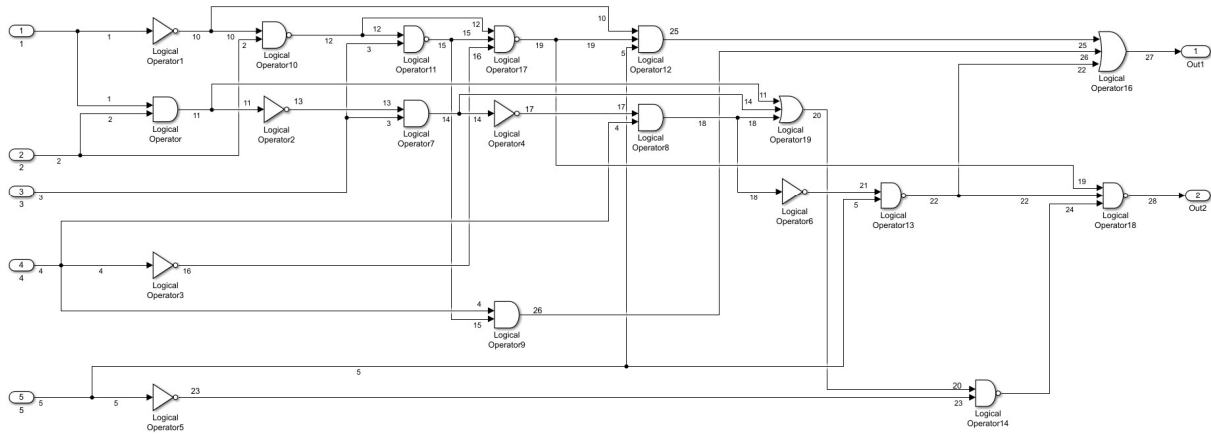 1
1
1
10
Logical
Operator1
10
2
Logical
Operator10
12
12
3
Logical
Operator11
15
12
15
16
Logical
Operator17
19
10
19
5
Logical
Operator12
25
25
26
22
Logical
Operator16
27
1
Out1
1
2
Logical
Operator
11
11
13
Logical
Operator2
13
3
Logical
Operator7
14
14
17
Logical
Operator4
17
4
Logical
Operator8
18
11
14
18
Logical
Operator19
20
2
2
2
3
3
3
18
Logical
Operator6
21
5
Logical
Operator13
22
22
19
24
Logical
Operator18
28
2
Out2
4
4
4
4
16
Logical
Operator3
4
15
Logical
Operator9
26
5
5
5
5
5
23
Logical
Operator5
20
23
Logical
Operator14